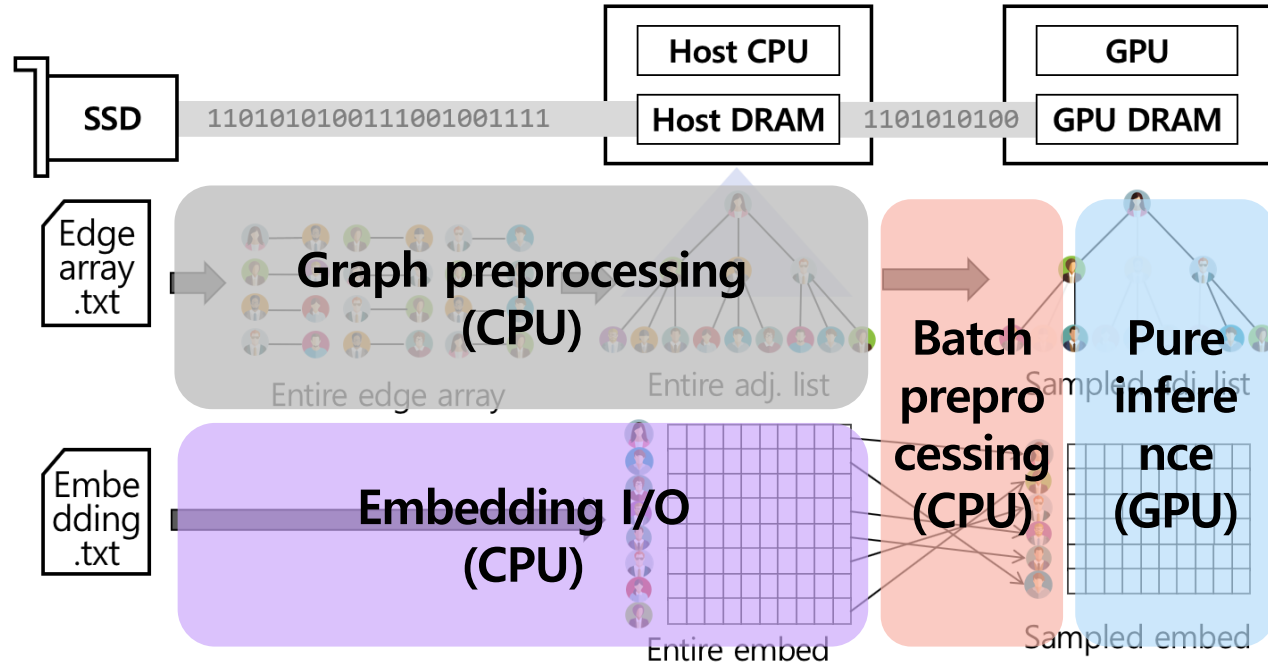 Host CPU
GPU
SSD
110101010011100100 1111
Host DRAM
1101010100
GPU DRAM
Edge
array
.txt
Graph preprocessing
(CPU)
Entire edge array
Entire adj. list
Batch
prepro
cessing
(CPU)
Pure
infere
nce
(GPU)
Sampled adj. list
Embe
dding
.txt
Embedding I/O
(CPU)
Entire embed
Sampled embed